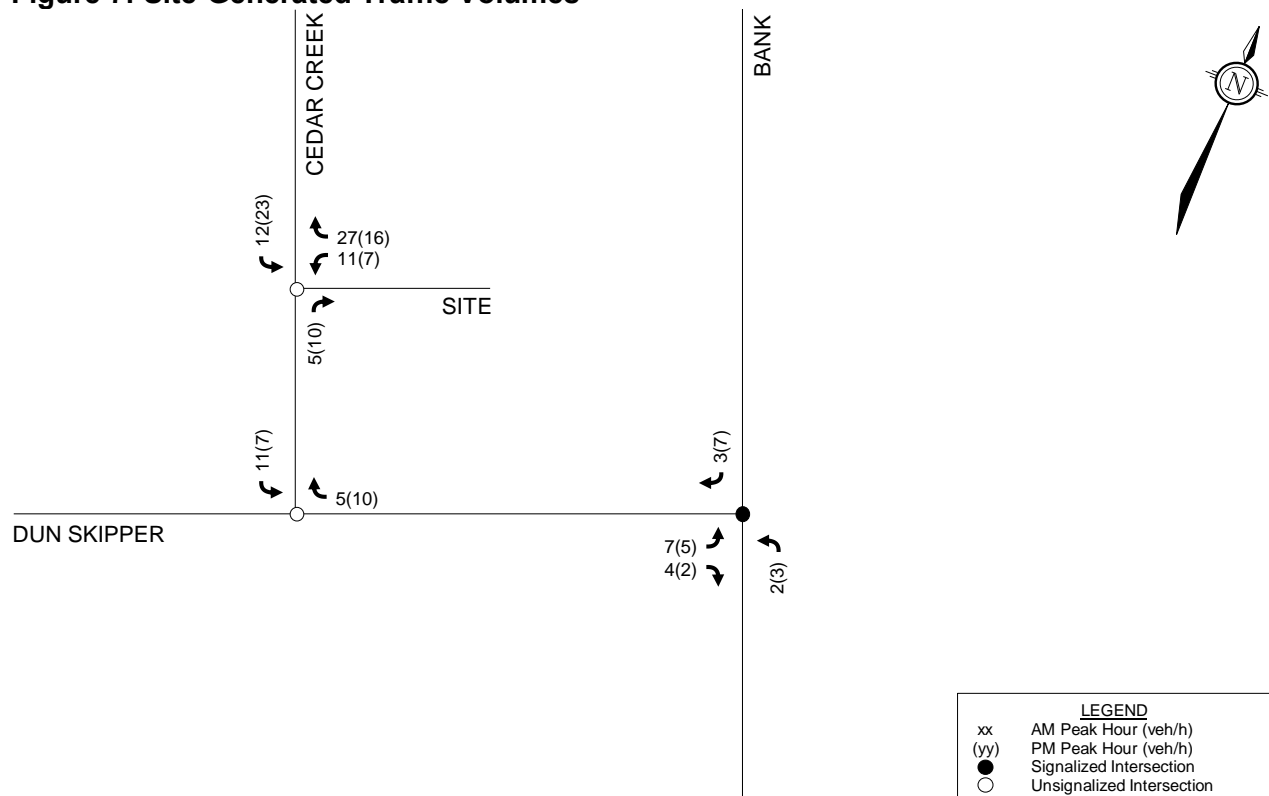 Figure 7: Site-Generated Traffic Volumes
CEDAR CREEK
BANK
N
12(23)
27(16)
11(7)
SITE
5(10)
11(7)
5(10)
3(7)
DUN SKIPPER
7(5)
4(2)
2(3)
LEGEND
xx AM Peak Hour (veh/h)
(yy) PM Peak Hour (veh/h)
Signalized Intersection
Unsignalized Intersection